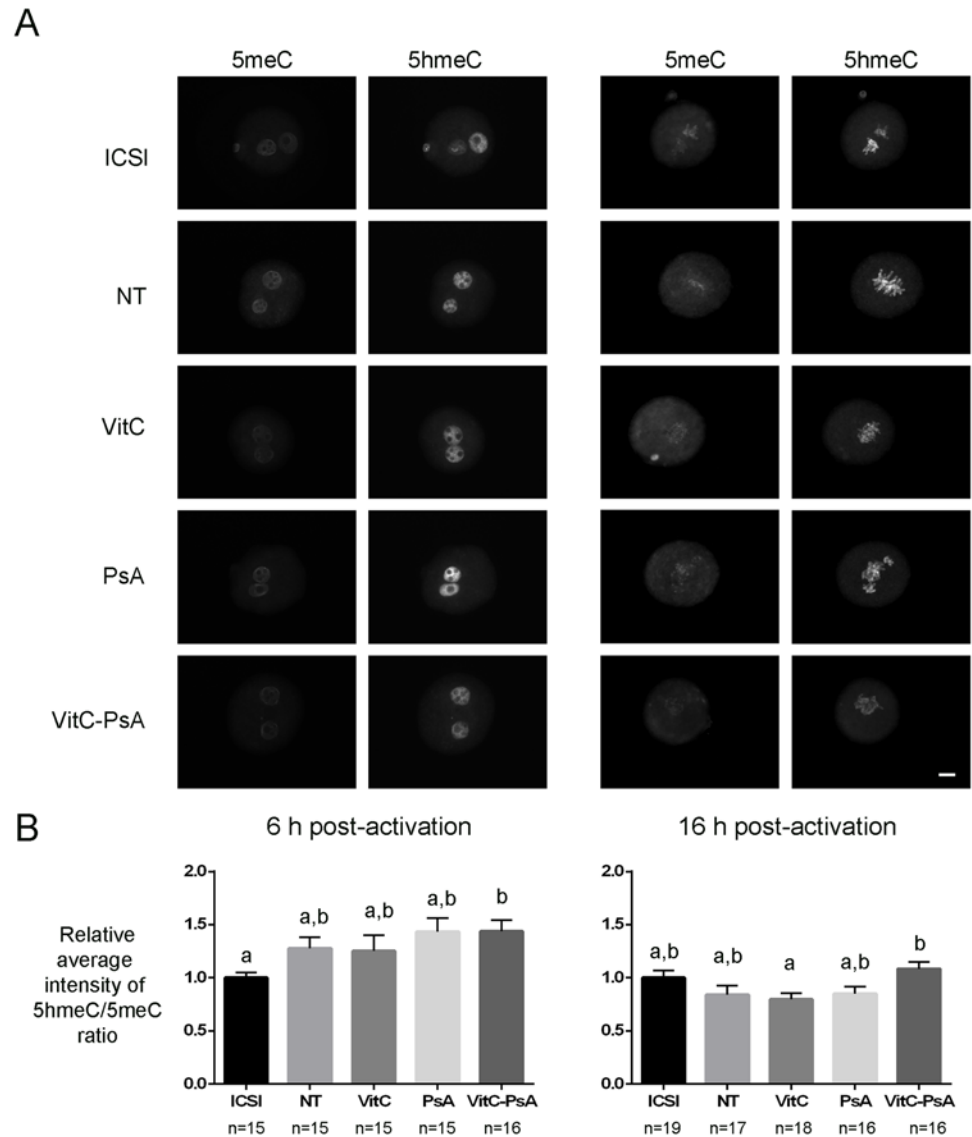 A
5meC 5hmeC 5meC 5hmeC
ICSI
NT
VitC
PsA
VitC-PsA
B
6 h post-activation 16 h post-activation
Relative
average
intensity of
5hmeC/5meC
ratio
2.0
1.5
1.0
0.5
0.0
a a,b a,b a,b b
ICSI NT VitC PsA VitC-PsA
n=15 n=15 n=15 n=15 n=16
2.0
1.5
1.0
0.5
0.0
a,b a,b a a,b b
ICSI NT VitC PsA VitC-PsA
n=19 n=17 n=18 n=16 n=16